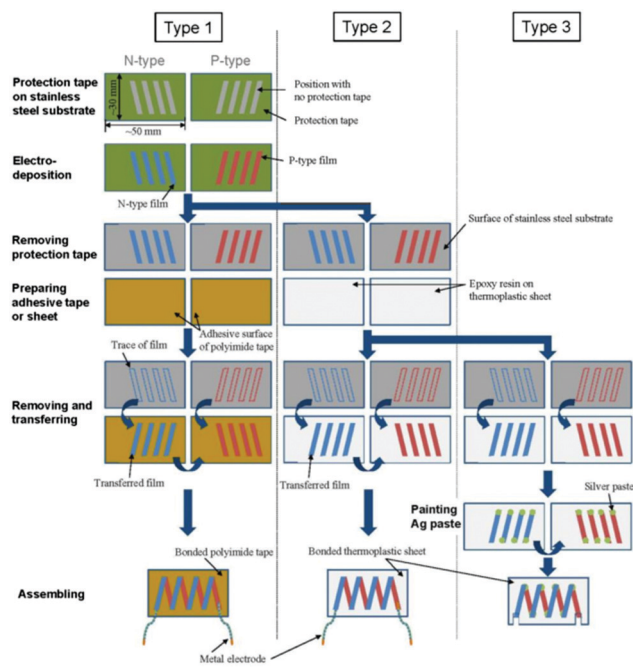 Type 1
Type 2
Type 3
N-type
P-type
Protection tape
on stainless
steel substrate
~30 mm
~50 mm
Position with
no protection tape
Protection tape
Electro-
deposition
P-type film
N-type film
Removing
protection tape
Surface of stainless steel substrate
Preparing
adhesive tape
or sheet
Epoxy resin on
thermoplastic sheet
Adhesive surface
of polyimide tape
Trace of film
Removing and
transferring
Transferred film
Transferred film
Silver paste
Painting
Ag paste
Bonded polyimide tape
Bonded thermoplastic sheet
Assembling
Metal electrode